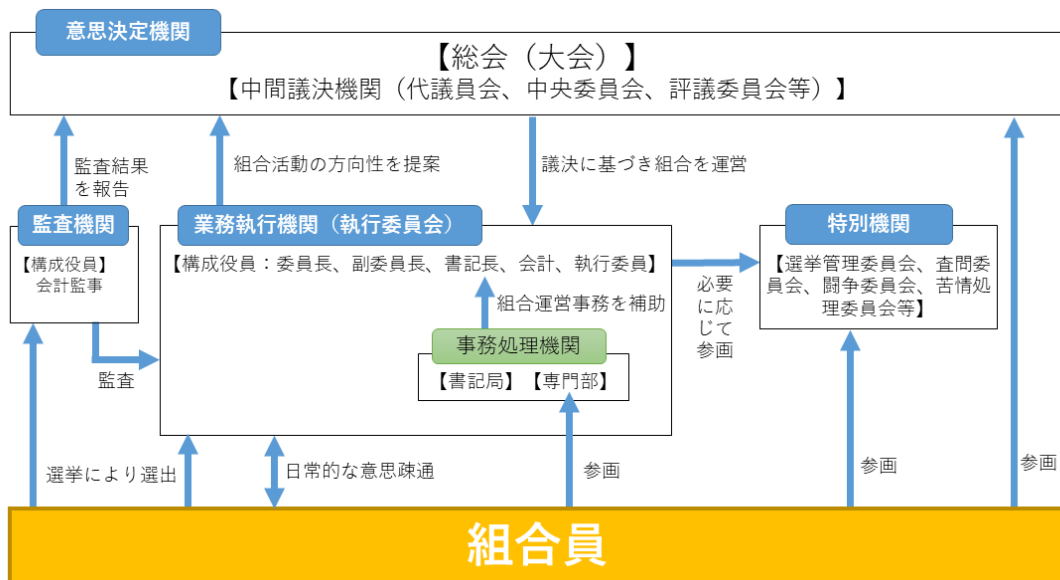 意思決定機関
【総会（大会）】
【中間議決機関（代議員会、中央委員会、評議委員会等）】
監査結果
を報告
組合活動の方向性を提案
議決に基づき組合を運営
監査機関
【構成役員】
会計監事
業務執行機関（執行委員会）
【構成役員：委員長、副委員長、書記長、会計、執行委員】
組合運営事務を補助
事務処理機関
【書記局】【専門部】
必要
に応
じて
参画
特別機関
【選挙管理委員会、査問委
員会、闘争委員会、苦情処
理委員会等】
監査
選挙により選出
日常的な意思疎通
参画
参画
参画
組合員